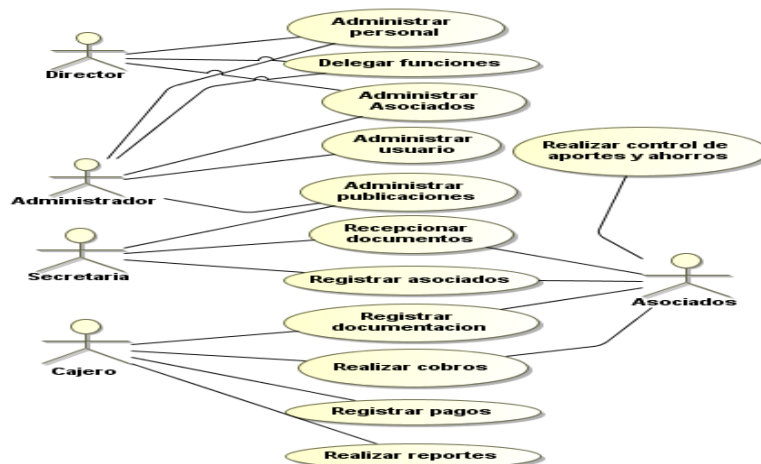 Administrar
personal
Director
Delegar funciones
Administrar
Asociados
Administrar
usuario
Realizar control de
aportes y ahorros
Administrador
Administrar
publicaciones
Recepcionar
documentos
Secretaria
Registrar asociados
Asociados
Registrar
documentacion
Cajero
Realizar cobros
Registrar pagos
Realizar reportes